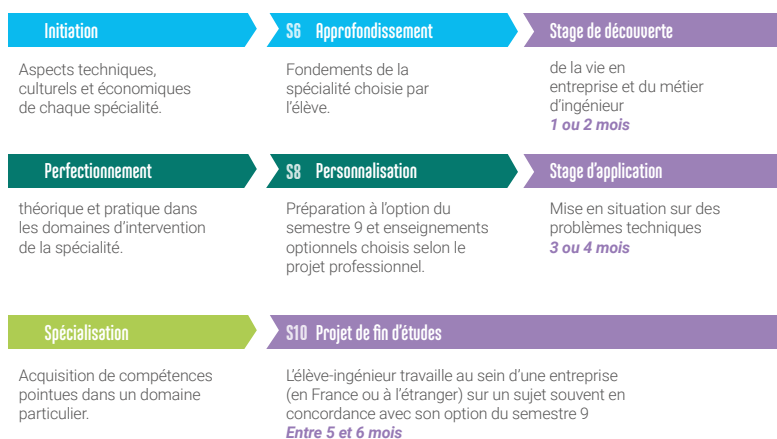 Initiation
S6 Approfondissement
Stage de découverte
Aspects techniques,
culturels et économiques
de chaque spécialité.
Fondements de la
spécialité choisie par
l'élève.
de la vie en
entreprise et du métier
d'ingénieur
1 ou 2 mois
Perfectionnement
S8 Personnalisation
Stage d'application
théorique et pratique dans
les domaines d'intervention
de la spécialité.
Préparation à l'option du
semestre 9 et enseignements
optionnels choisis selon le
projet professionnel.
Mise en situation sur des
problèmes techniques
3 ou 4 mois
Spécialisation
S10 Projet de fin d'études
Acquisition de compétences
pointues dans un domaine
particulier.
L'élève-ingénieur travaille au sein d'une entreprise
(en France ou à l'étranger) sur un sujet souvent en
concordance avec son option du semestre 9
Entre 5 et 6 mois